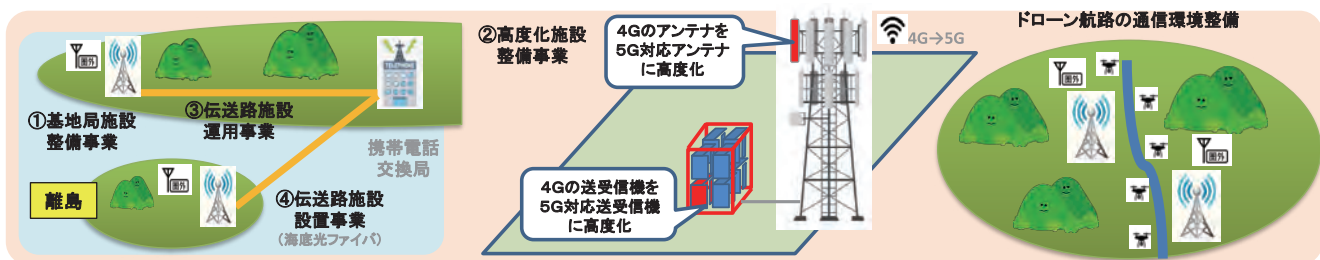 圏外
TELEPHONE
①基地局施設
整備事業
③伝送路施設
運用事業
携帯電話
交換局
離島
圏外
④伝送路施設
設置事業
(海底光ファイバ)
②高度化施設
整備事業
4Gのアンテナを
5G対応アンテナ
に高度化
4G→5G
4Gの送受信機を
5G対応送受信機
に高度化
ドローン航路の通信環境整備
圏外
圏外